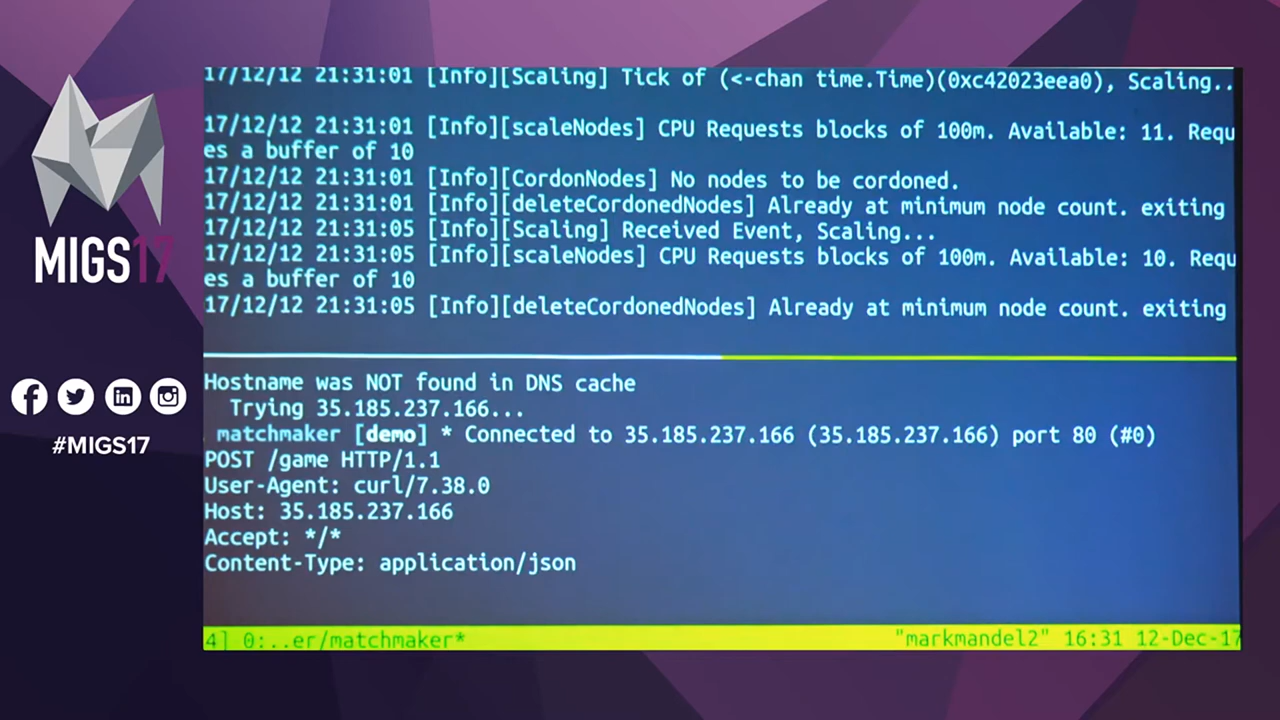 MIGS17
#MIGS17
17/12/12 21:31:01 [Info][Scaling] Tick of (<-chan time.Time)(0xc42023eea0), Scaling..
17/12/12 21:31:01 [Info][scaleNodes] CPU Requests blocks of 100m. Available: 11. Requ
es a buffer of 10
17/12/12 21:31:01 [Info][CordonNodes] No nodes to be cordoned.
17/12/12 21:31:01 [Info][deleteCordonedNodes] Already at minimum node count. exiting
17/12/12 21:31:05 [Info][Scaling] Received Event, Scaling...
17/12/12 21:31:05 [Info][scaleNodes] CPU Requests blocks of 100m. Available: 10. Requ
es a buffer of 10
17/12/12 21:31:05 [Info][deleteCordonedNodes] Already at minimum node count. exiting
Hostname was NOT found in DNS cache
Trying 35.185.237.166...
matchmaker [demo] * Connected to 35.185.237.166 (35.185.237.166) port 80 (#0)
POST /game HTTP/1.1
User-Agent: curl/7.38.0
Host: 35.185.237.166
Accept: */*
Content-Type: application/json
4] 0:..er/matchmaker* "markmandel2" 16:31 12-Dec-17